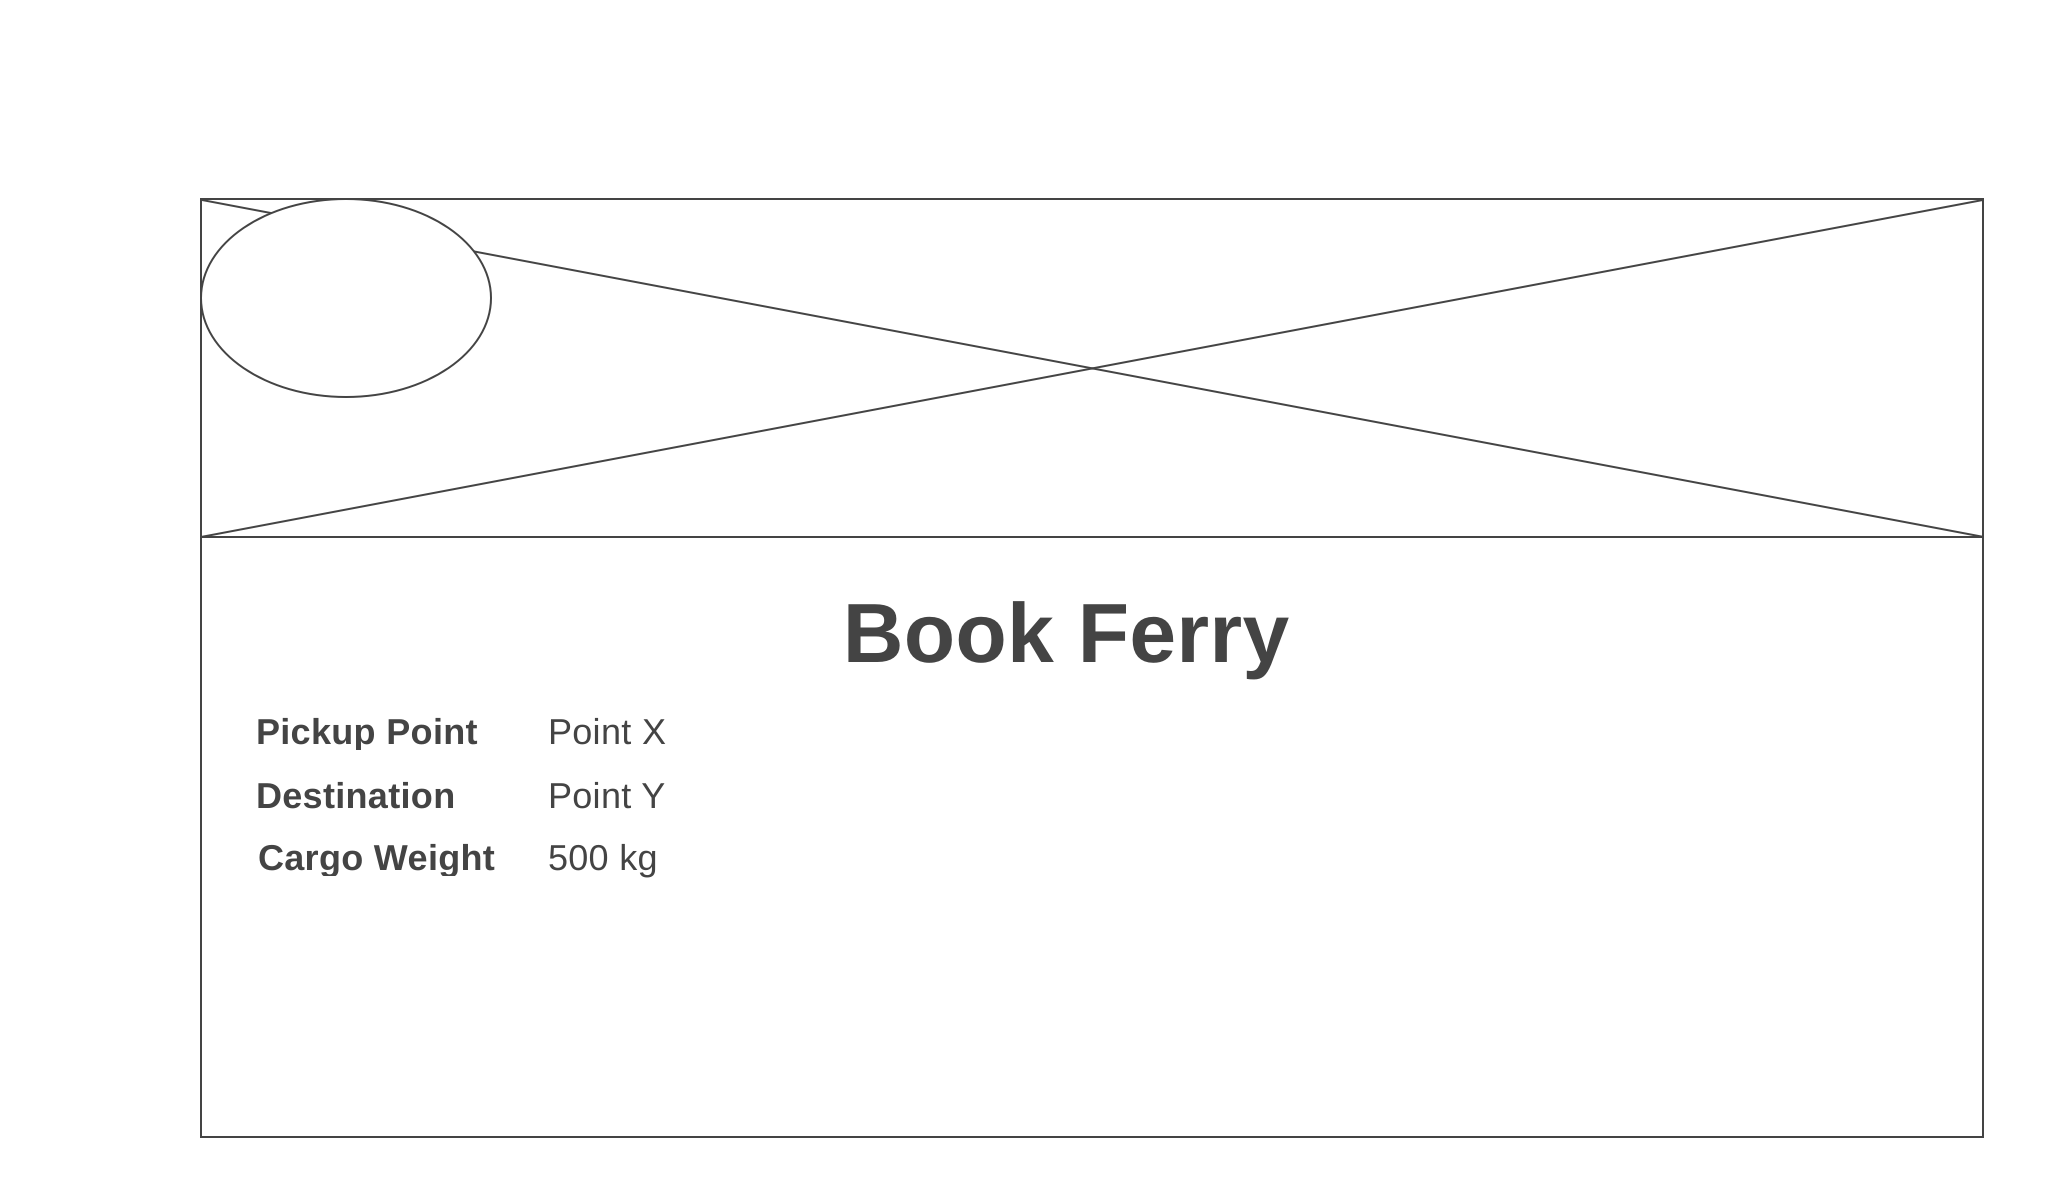 Book Ferry
Pickup Point Point X
Destination Point Y
Cargo Weight 500 kg